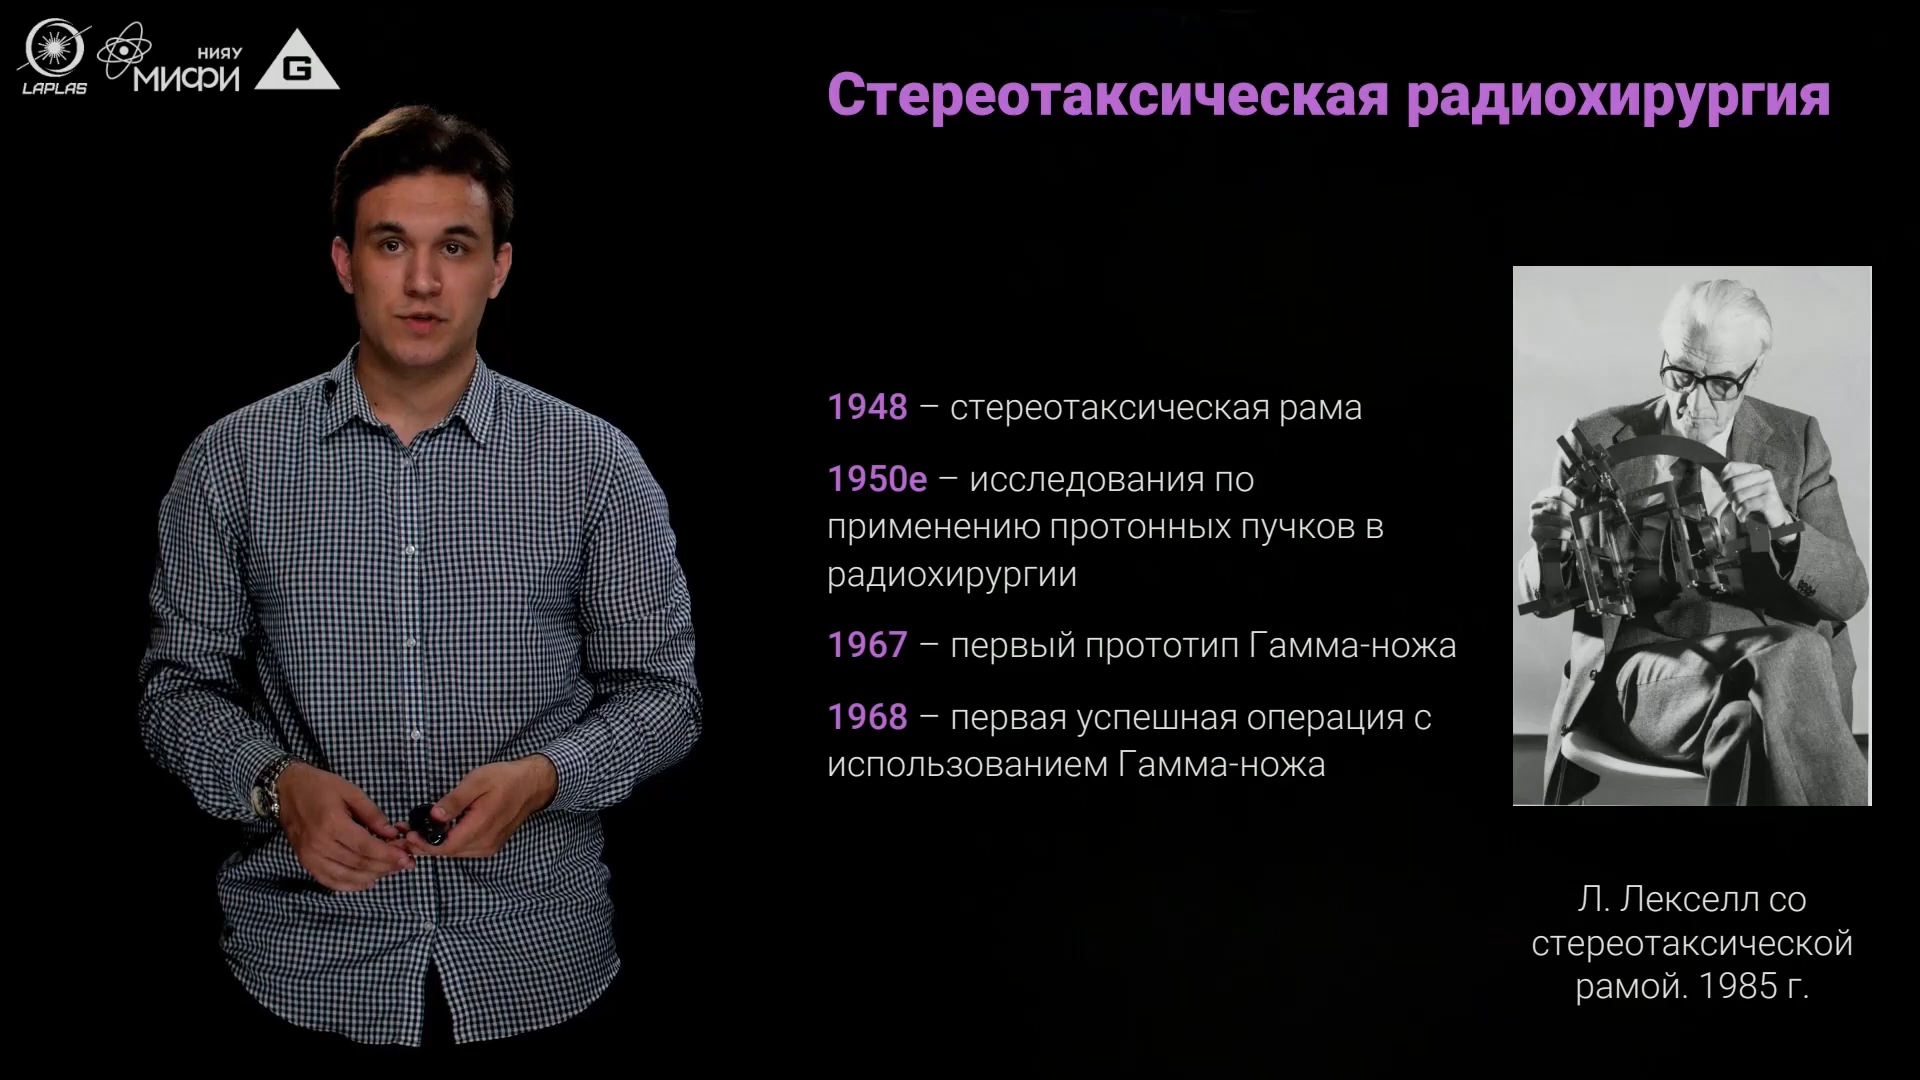 LAPLAS
НИЯУ
МИФИ
G
Стереотаксическая радиохирургия
1948 – стереотаксическая рама
1950е – исследования по
применению протонных пучков в
радиохирургии
1967 – первый прототип Гамма-ножа
1968 – первая успешная операция с
использованием Гамма-ножа
Л. Лекселл со
стереотаксической
рамой. 1985 г.